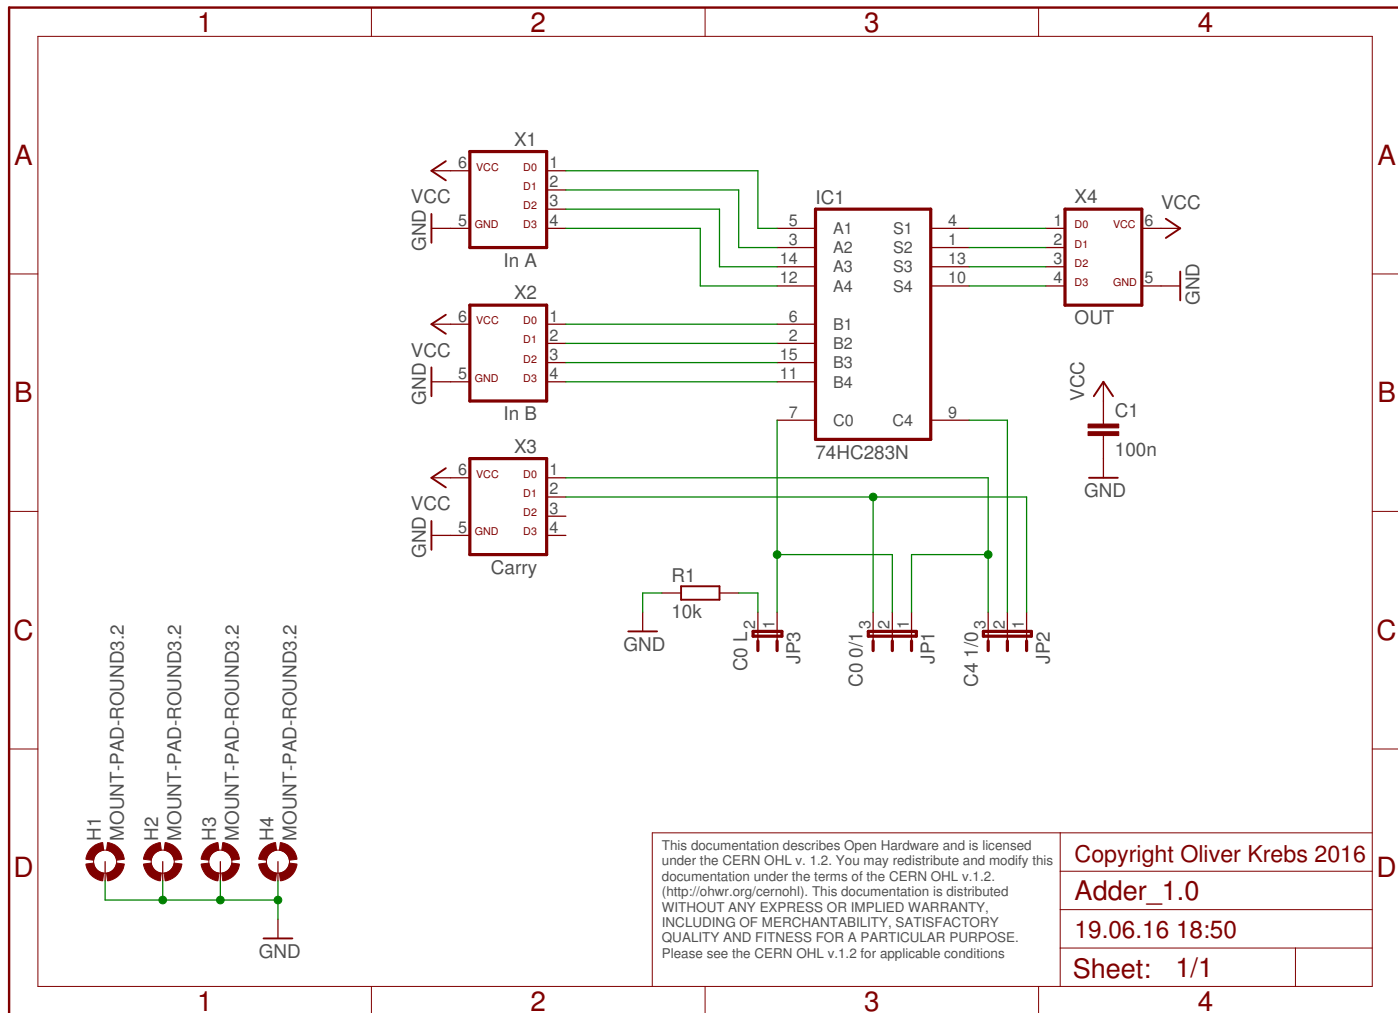 1 2 3 4
A A
X1
6 VCC D0 1
D1 2
VCC D2 3
GND 5 GND D3 4
In A
X2
6 VCC D0 1
D1 2
VCC D2 3
GND 5 GND D3 4
In B
X3
6 VCC D0 1
D1 2
VCC D2 3
GND 5 GND D3 4
Carry
IC1
5 A1 S1 4
3 A2 S2 1
14 A3 S3 13
12 A4 S4 10
6 B1
2 B2
15 B3
11 B4
7 C0 C4 9
74HC283N
X4
1 D0 VCC 6 VCC
2 D1
3 D2
4 D3 GND 5 GND
OUT
B B
VCC
C1
100n
GND
R1
10k
GND
C0 L 2 1 JP3
C0 0/1 3 2 1 JP1
C4 1/0 3 2 1 JP2
C C
H1 MOUNT-PAD-ROUND3.2
H2 MOUNT-PAD-ROUND3.2
H3 MOUNT-PAD-ROUND3.2
H4 MOUNT-PAD-ROUND3.2
GND
D D
This documentation describes Open Hardware and is licensed
under the CERN OHL v. 1.2. You may redistribute and modify this
documentation under the terms of the CERN OHL v.1.2.
(http://ohwr.org/cernohl). This documentation is distributed
WITHOUT ANY EXPRESS OR IMPLIED WARRANTY,
INCLUDING OF MERCHANTABILITY, SATISFACTORY
QUALITY AND FITNESS FOR A PARTICULAR PURPOSE.
Please see the CERN OHL v.1.2 for applicable conditions
Copyright Oliver Krebs 2016
Adder_1.0
19.06.16 18:50
Sheet: 1/1
1 2 3 4